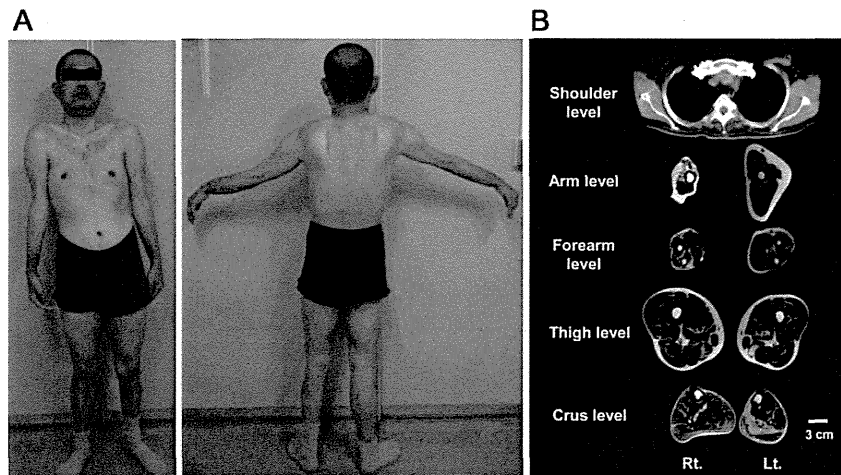 A
B
Shoulder
level
Arm level
Forearm
level
Thigh level
Crus level
3 cm
Rt.
Lt.